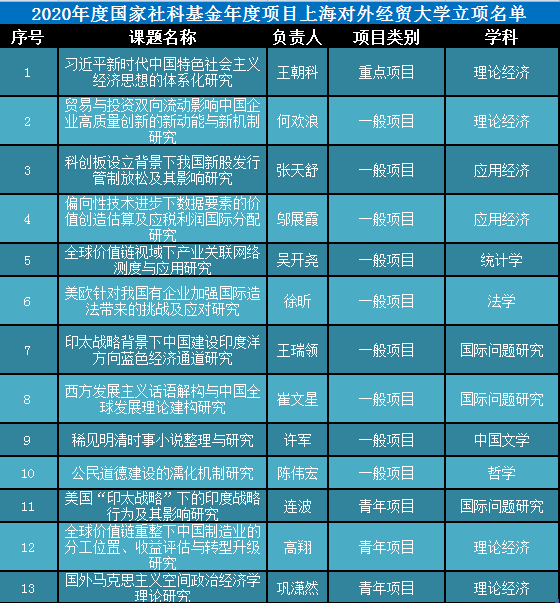 2020年度国家社科基金年度项目上海对外经贸大学立项名单
序号 课题名称 负责人 项目类别 学科
1 习近平新时代中国特色社会主义
经济思想的体系化研究 王朝科 重点项目 理论经济
2 贸易与投资双向流动影响中国企
业高质量创新的新动能与新机制
研究 何欢浪 一般项目 理论经济
3 科创板设立背景下我国新股发行
管制放松及其影响研究 张天舒 一般项目 应用经济
4 偏向性技术进步下数据要素的价
值创造估算及应税利润国际分配
研究 邬展霞 一般项目 应用经济
5 全球价值链视域下产业关联网络
测度与应用研究 吴开尧 一般项目 统计学
6 美欧针对我国有企业加强国际造
法带来的挑战及应对研究 徐昕 一般项目 法学
7 印太战略背景下中国建设印度洋
方向蓝色经济通道研究 王瑞领 一般项目 国际问题研究
8 西方发展主义话语解构与中国全
球发展理论建构研究 崔文星 一般项目 国际问题研究
9 稀见明清时事小说整理与研究 许军 一般项目 中国文学
10 公民道德建设的濡化机制研究 陈伟宏 一般项目 哲学
11 美国“印太战略”下的印度战略
行为及其影响研究 连波 青年项目 国际问题研究
12 全球价值链重整下中国制造业的
分工位置、收益评估与转型升级
研究 高翔 青年项目 理论经济
13 国外马克思主义空间政治经济学
理论研究 巩潇然 青年项目 理论经济